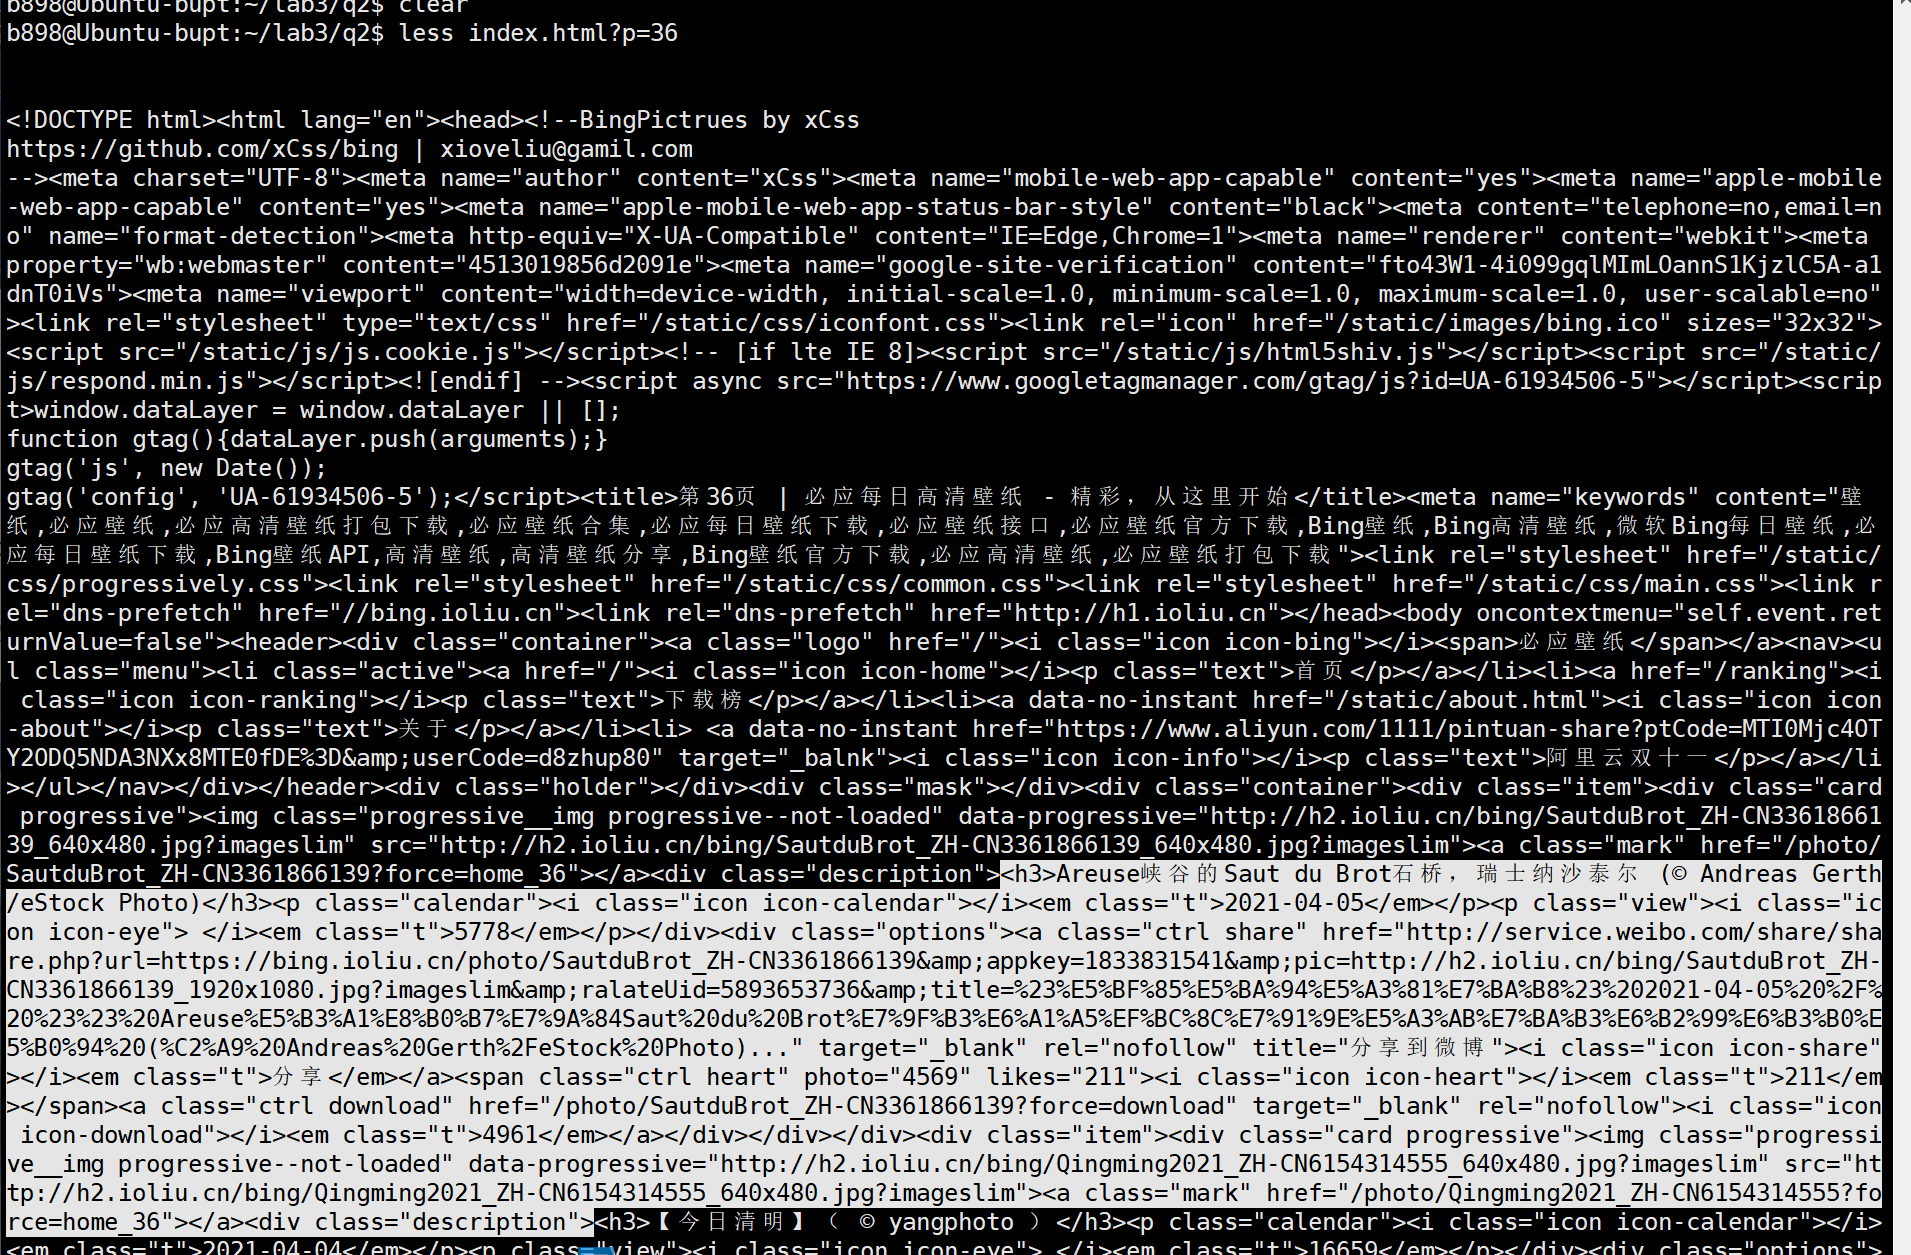 b898@Ubuntu-bupt:~/lab3/q2$ clear
b898@Ubuntu-bupt:~/lab3/q2$ less index.html?p=36
<!DOCTYPE html><html lang="en"><head><!--BingPictrues by xCss
https://github.com/xCss/bing | xioveliu@gamil.com
--><meta charset="UTF-8"><meta name="author" content="xCss"><meta name="mobile-web-app-capable" content="yes"><meta name="apple-mobile
-web-app-capable" content="yes"><meta name="apple-mobile-web-app-status-bar-style" content="black"><meta content="telephone=no,email=n
o" name="format-detection"><meta http-equiv="X-UA-Compatible" content="IE=Edge,Chrome=1"><meta name="renderer" content="webkit"><meta
property="wb:webmaster" content="4513019856d2091e"><meta name="google-site-verification" content="fto43W1-4i099gqlMImLOannS1KjzlC5A-a1
dnT0iVs"><meta name="viewport" content="width=device-width, initial-scale=1.0, minimum-scale=1.0, maximum-scale=1.0, user-scalable=no"
><link rel="stylesheet" type="text/css" href="/static/css/iconfont.css"><link rel="icon" href="/static/images/bing.ico" sizes="32x32">
<script src="/static/js/js.cookie.js"></script><!-- [if lte IE 8]><script src="/static/js/html5shiv.js"></script><script src="/static/
js/respond.min.js"></script><![endif] --><script async src="https://www.googletagmanager.com/gtag/js?id=UA-61934506-5"></script><scrip
t>window.dataLayer = window.dataLayer || [];
function gtag(){dataLayer.push(arguments);}
gtag('js', new Date());
gtag('config', 'UA-61934506-5');</script><title>第36页 | 必应每日高清壁纸 - 精彩，从这里开始</title><meta name="keywords" content="壁
纸,必应壁纸,必应高清壁纸打包下载,必应壁纸合集,必应每日壁纸下载,必应壁纸接口,必应壁纸官方下载,Bing壁纸,Bing高清壁纸,微软Bing每日壁纸,必
应每日壁纸下载,Bing壁纸API,高清壁纸,高清壁纸分享,Bing壁纸官方下载,必应高清壁纸,必应壁纸打包下载"><link rel="stylesheet" href="/static/
css/progressively.css"><link rel="stylesheet" href="/static/css/common.css"><link rel="stylesheet" href="/static/css/main.css"><link r
el="dns-prefetch" href="//bing.ioliu.cn"><link rel="dns-prefetch" href="http://h1.ioliu.cn"></head><body oncontextmenu="self.event.ret
urnValue=false"><header><div class="container"><a class="logo" href="/"><i class="icon icon-bing"></i><span>必应壁纸</span></a><nav><u
l class="menu"><li class="active"><a href="/"><i class="icon icon-home"></i><p class="text">首页</p></a></li><li><a href="/ranking"><i
 class="icon icon-ranking"></i><p class="text">下载榜</p></a></li><li><a data-no-instant href="/static/about.html"><i class="icon icon
-about"></i><p class="text">关于</p></a></li><li> <a data-no-instant href="https://www.aliyun.com/1111/pintuan-share?ptCode=MTI0Mjc4OT
Y2ODQ5NDA3NXx8MTE0fDE%3D&amp;userCode=d8zhup80" target="_balnk"><i class="icon icon-info"></i><p class="text">阿里云双十一</p></a></li
></ul></nav></div></header><div class="holder"></div><div class="mask"></div><div class="container"><div class="item"><div class="card
 progressive"><img class="progressive__img progressive--not-loaded" data-progressive="http://h2.ioliu.cn/bing/SautduBrot_ZH-CN33618661
39_640x480.jpg?imageslim" src="http://h2.ioliu.cn/bing/SautduBrot_ZH-CN3361866139_640x480.jpg?imageslim"><a class="mark" href="/photo/
SautduBrot_ZH-CN3361866139?force=home_36"></a><div class="description"><h3>Areuse峡谷的Saut du Brot石桥，瑞士纳沙泰尔 (© Andreas Gerth
/eStock Photo)</h3><p class="calendar"><i class="icon icon-calendar"></i><em class="t">2021-04-05</em></p><p class="view"><i class="ic
on icon-eye"> </i><em class="t">5778</em></p></div><div class="options"><a class="ctrl share" href="http://service.weibo.com/share/sha
re.php?url=https://bing.ioliu.cn/photo/SautduBrot_ZH-CN3361866139&amp;appkey=1833831541&amp;pic=http://h2.ioliu.cn/bing/SautduBrot_ZH-
CN3361866139_1920x1080.jpg?imageslim&amp;ralateUid=5893653736&amp;title=%23%E5%BF%85%E5%BA%94%E5%A3%81%E7%BA%B8%23%202021-04-05%20%2F%
20%23%23%20Areuse%E5%B3%A1%E8%B0%B7%E7%9A%84Saut%20du%20Brot%E7%9F%B3%E6%A1%A5%EF%BC%8C%E7%91%9E%E5%A3%AB%E7%BA%B3%E6%B2%99%E6%B3%B0%E
5%B0%94%20(%C2%A9%20Andreas%20Gerth%2FeStock%20Photo)..." target="_blank" rel="nofollow" title="分享到微博"><i class="icon icon-share"
></i><em class="t">分享</em></a><span class="ctrl heart" photo="4569" likes="211"><i class="icon icon-heart"></i><em class="t">211</em
></span><a class="ctrl download" href="/photo/SautduBrot_ZH-CN3361866139?force=download" target="_blank" rel="nofollow"><i class="icon
 icon-download"></i><em class="t">4961</em></a></div></div></div><div class="item"><div class="card progressive"><img class="progressi
ve__img progressive--not-loaded" data-progressive="http://h2.ioliu.cn/bing/Qingming2021_ZH-CN6154314555_640x480.jpg?imageslim" src="ht
tp://h2.ioliu.cn/bing/Qingming2021_ZH-CN6154314555_640x480.jpg?imageslim"><a class="mark" href="/photo/Qingming2021_ZH-CN6154314555?fo
rce=home_36"></a><div class="description"><h3>【今日清明】（ © yangphoto ）</h3><p class="calendar"><i class="icon icon-calendar"></i>
<em class="t">2021-04-04</em></p><p class="view"><i class="icon icon-eye"> </i><em class="t">16659</em></p></div><div class="options">